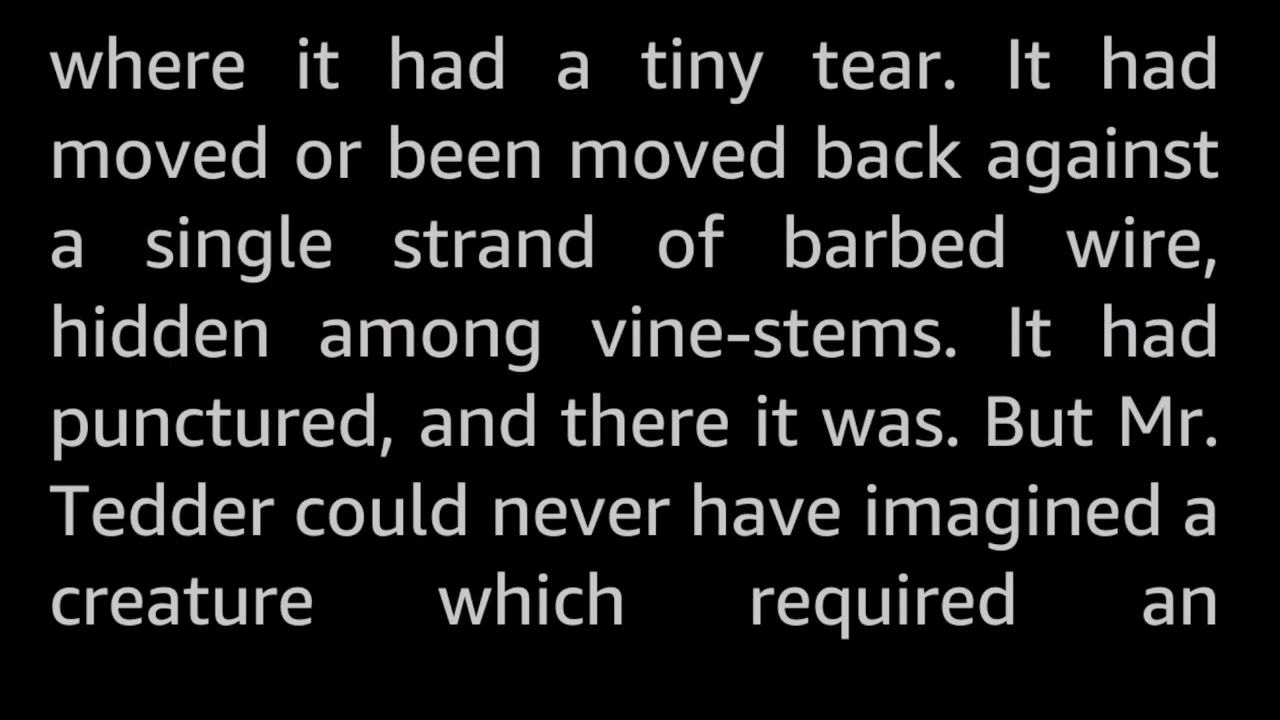 where it had a tiny tear. It had
moved or been moved back against
a single strand of barbed wire,
hidden among vine-stems. It had
punctured, and there it was. But Mr.
Tedder could never have imagined a
creature which required an